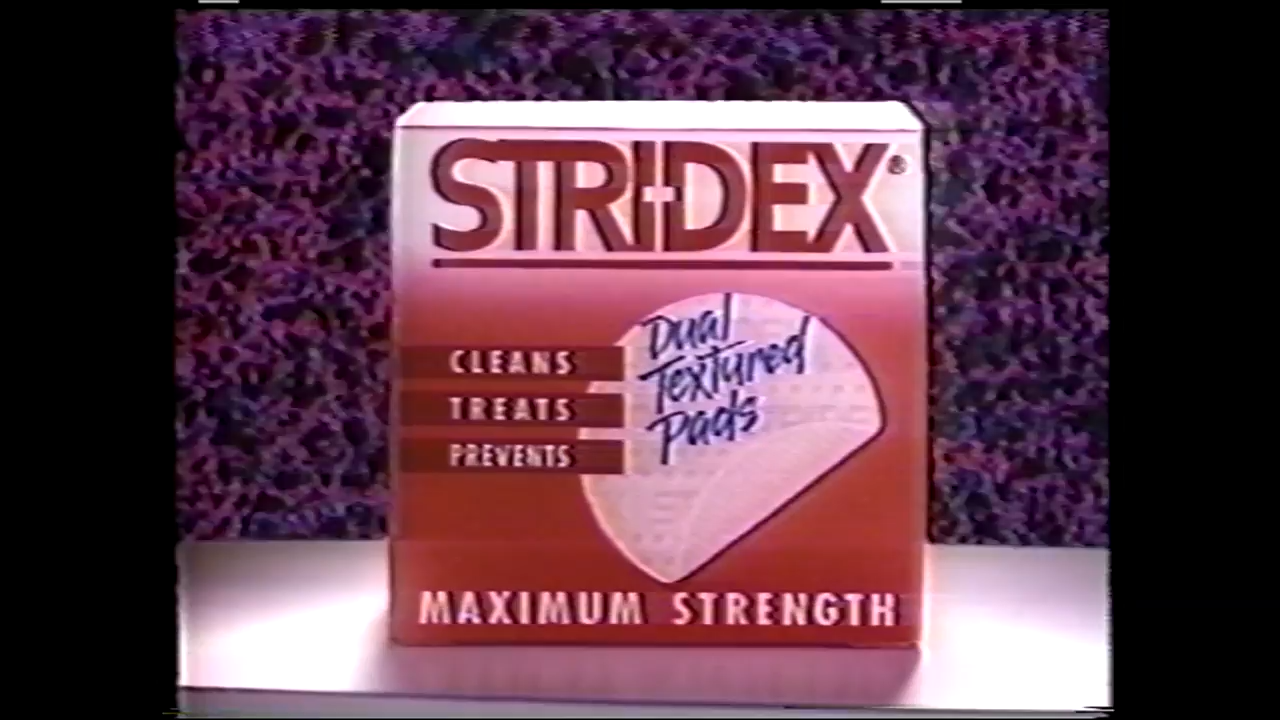 STRI-DEX®
Dual
Textured
Pads
CLEANS
TREATS
PREVENTS
MAXIMUM STRENGTH